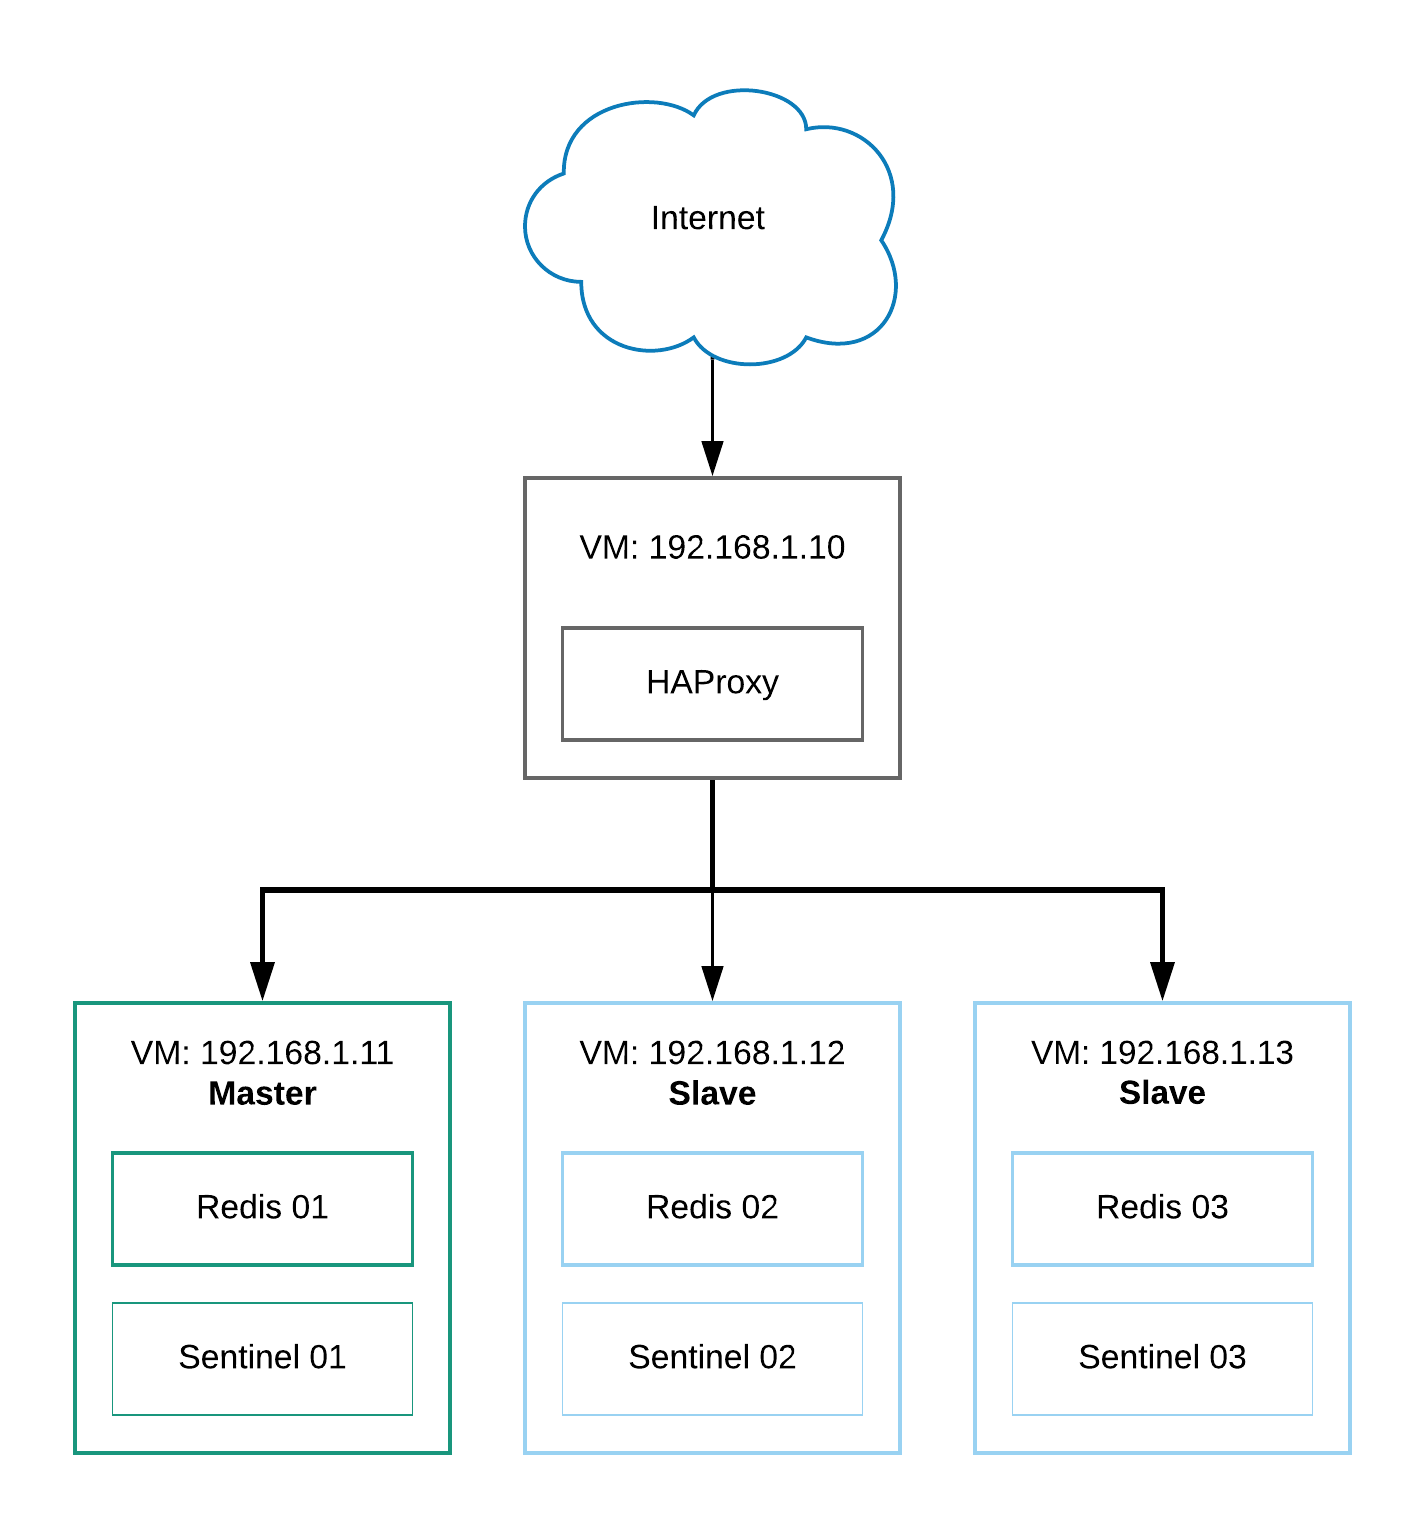 Internet
VM: 192.168.1.10
HAProxy
VM: 192.168.1.11
Master
Redis 01
Sentinel 01
VM: 192.168.1.12
Slave
Redis 02
Sentinel 02
VM: 192.168.1.13
Slave
Redis 03
Sentinel 03